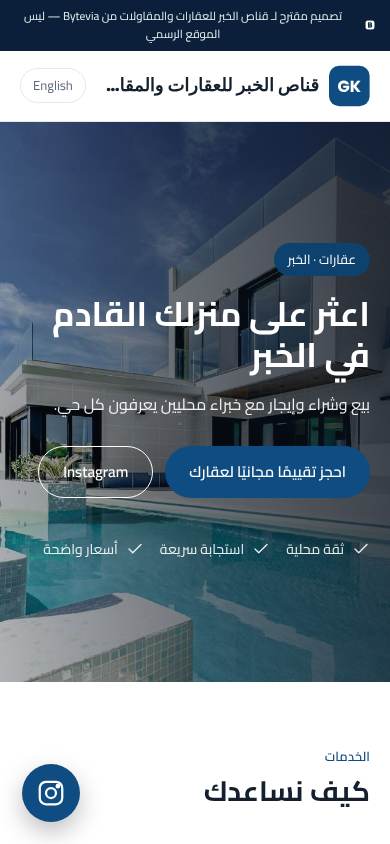 تصميم مقترح لـ قناص الخبر للعقارات والمقاولات من Bytevia — ليس
الموقع الرسمي
B
GK
قناص الخبر للعقارات والمقا...
English
عقارات · الخبر
اعثر على منزلك القادم
في الخبر
بيع وشراء وإيجار مع خبراء محليين يعرفون كل حي.
احجز تقييمًا مجانيًا لعقارك
Instagram
ثقة محلية
استجابة سريعة
أسعار واضحة
الخدمات
كيف نساعدك